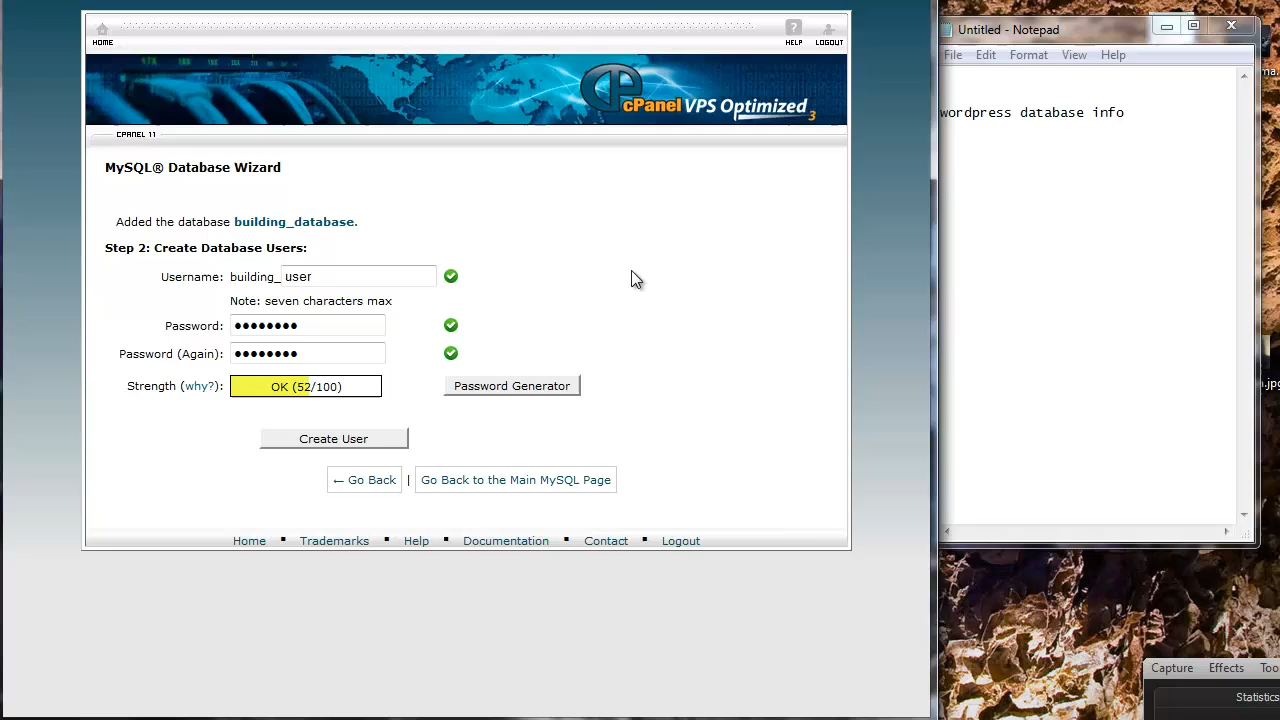 HOME
HELP
LOGOUT
cPanel VPS Optimized 3
CPANEL 11
MySQL® Database Wizard
Added the database building_database.
Step 2: Create Database Users:
Username: building_ user
Note: seven characters max
Password: ••••••••
Password (Again): ••••••••
Strength (why?): OK (52/100) Password Generator
Create User
← Go Back | Go Back to the Main MySQL Page
Home ▪ Trademarks ▪ Help ▪ Documentation ▪ Contact ▪ Logout
Untitled - Notepad
File Edit Format View Help
wordpress database info
Capture Effects
Statistics